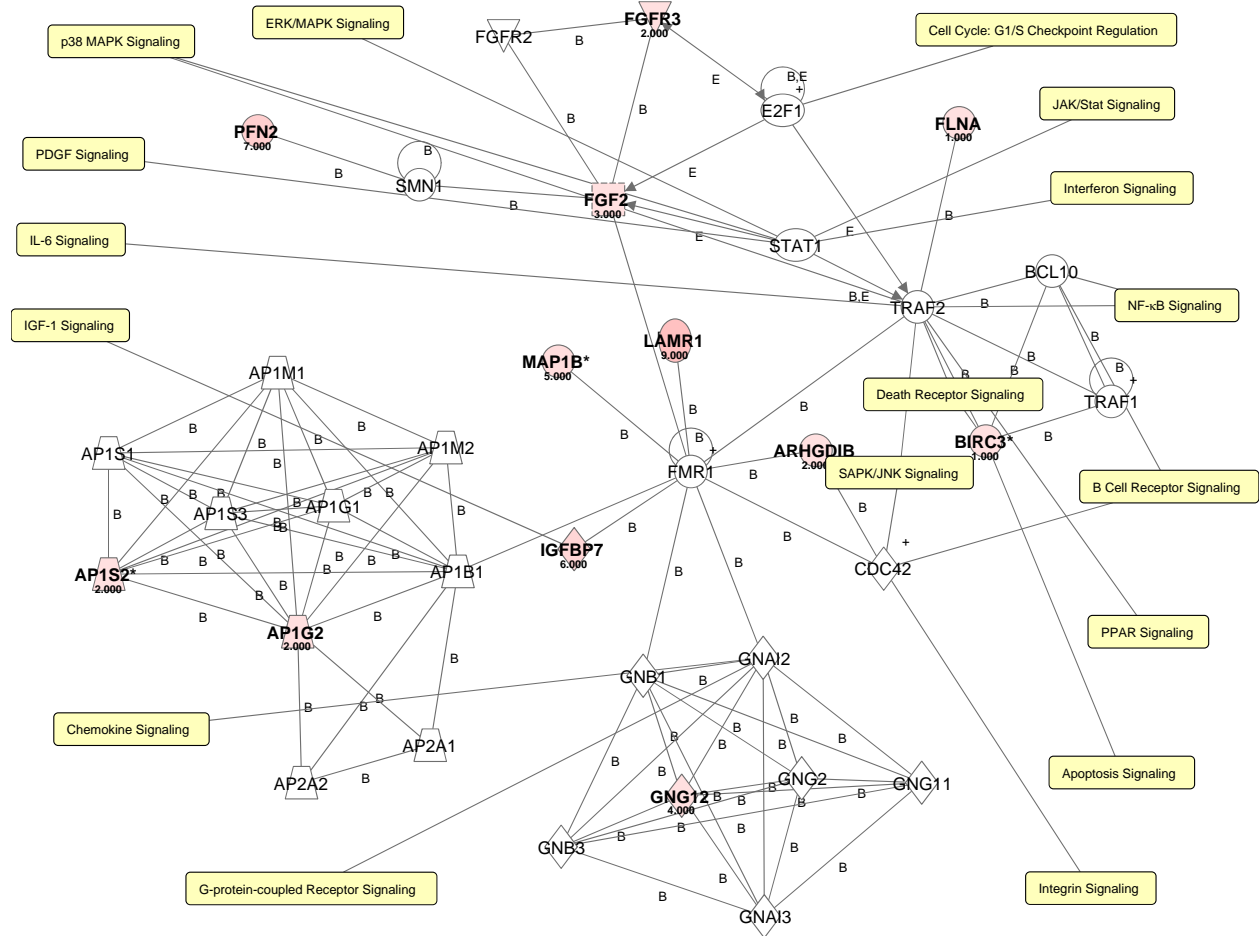 FGFR3
2.000
ERK/MAPK Signaling
Cell Cycle: G1/S Checkpoint Regulation
p38 MAPK Signaling
FGFR2
B
E
B,E
+
E2F1
JAK/Stat Signaling
B
B
PFN2
7.000
FLNA
1.000
PDGF Signaling
B
SMN1
B
E
Interferon Signaling
FGF2
3.000
B
B
E
F
STAT1
IL-6 Signaling
BCL10
B,E
TRAF2
B
NF-κB Signaling
IGF-1 Signaling
LAMR1
9.000
MAP1B*
5.000
B
B
B
B
B
+
AP1M1
Death Receptor Signaling
TRAF1
B
B
B
B
B
B
B
AP1S1
AP1M2
B
B
+
FMR1
B
ARHGDIB
2.000
BIRC3*
1.000
B
SAPK/JNK Signaling
B Cell Receptor Signaling
B
B
B
B
B
AP1S3
AP1G1
B
B
B
B
B
B
B
IGFBP7
6.000
B
B
+
CDC42
AP1S2*
2.000
B
B
B
B
B
B
B
AP1B1
B
B
B
B
B
AP1G2
2.000
PPAR Signaling
B
GNAI2
GNB1
B
B
B
B
Chemokine Signaling
AP2A1
B
AP2A2
B
B
B
B
B
Apoptosis Signaling
GNG2
GNG11
GNG12
4.000
B
B
B
B
B
B
B
B
B
B
GNB3
B
B
G-protein-coupled Receptor Signaling
B
GNAI3
Integrin Signaling